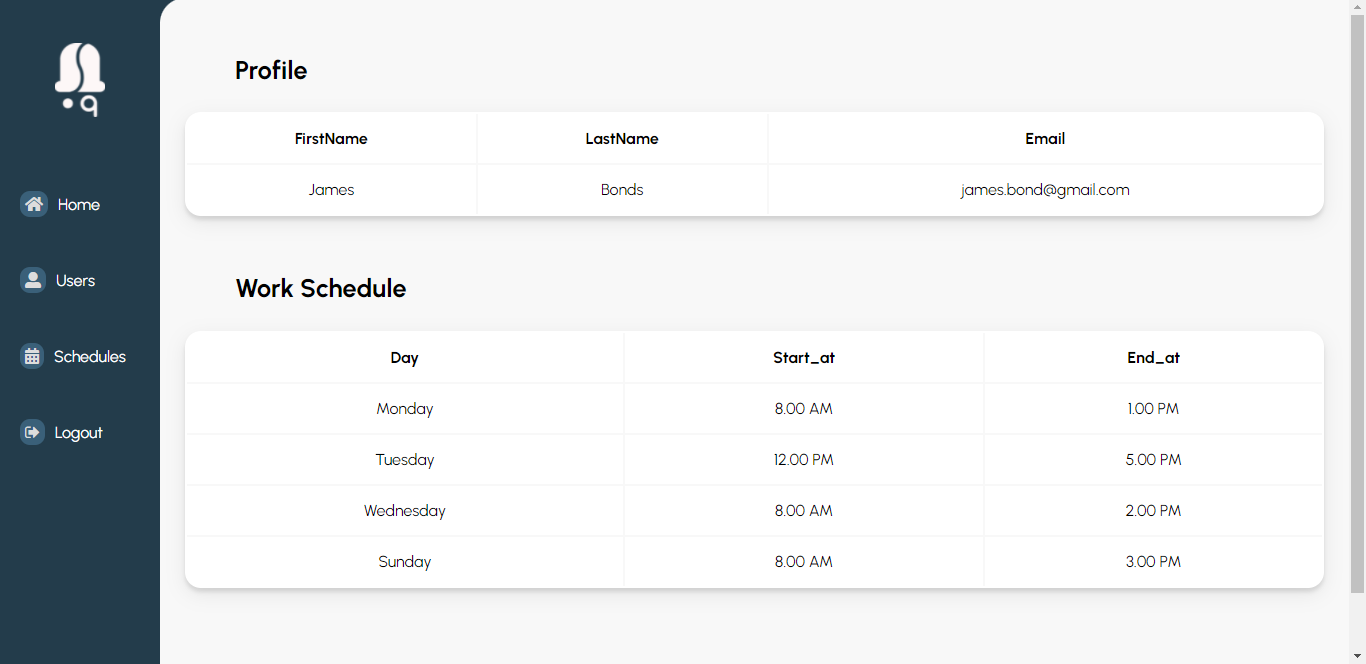 Profile
FirstName LastName Email
James Bonds james.bond@gmail.com
Home
Users
Work Schedule
Schedules
Day Start_at End_at
Monday 8.00 AM 1.00 PM
Logout
Tuesday 12.00 PM 5.00 PM
Wednesday 8.00 AM 2.00 PM
Sunday 8.00 AM 3.00 PM